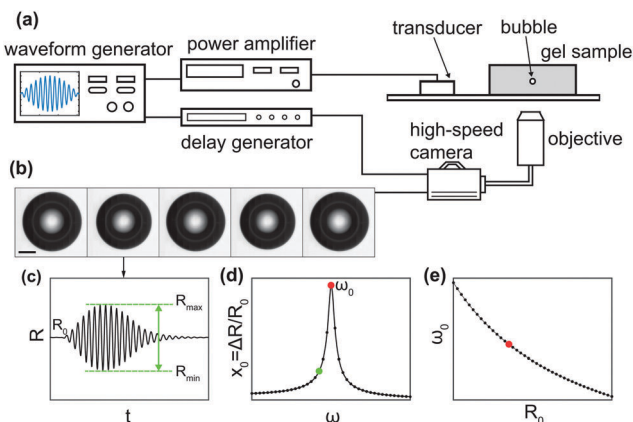 (a)
waveform generator
power amplifier
delay generator
transducer
bubble
gel sample
high-speed
camera
objective
(b)
(c)
R
R₀
Rmax
Rmin
t
(d)
x₀=ΔR/R₀
ω₀
ω
(e)
ω₀
R₀